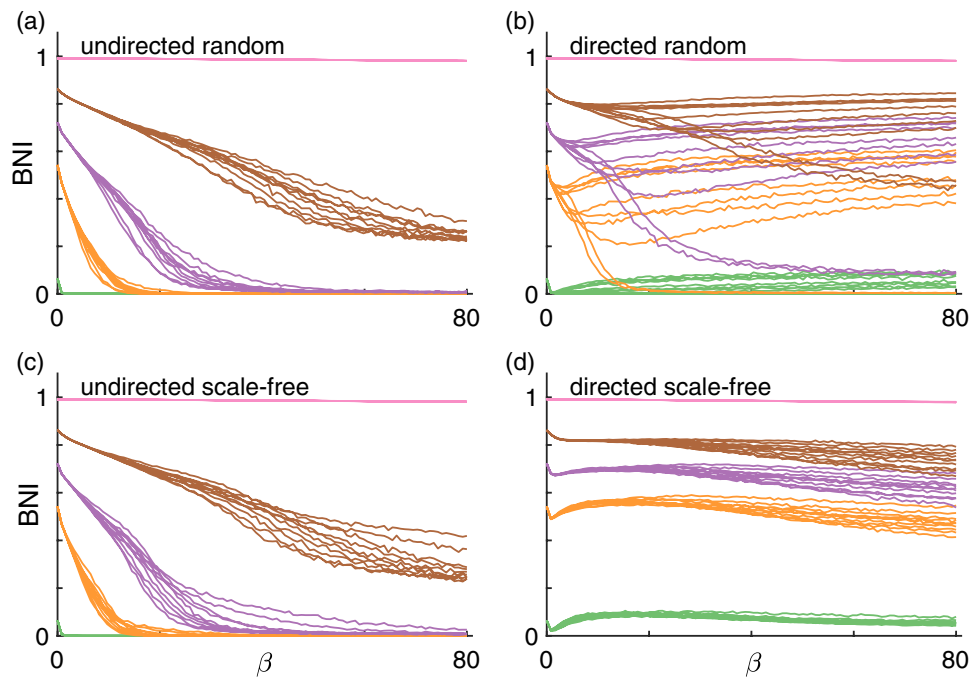 (a)
undirected random
1
BNI
0
0
80
(b)
directed random
1
0
0
80
(c)
undirected scale-free
1
BNI
0
0
β
80
(d)
directed scale-free
1
0
0
β
80